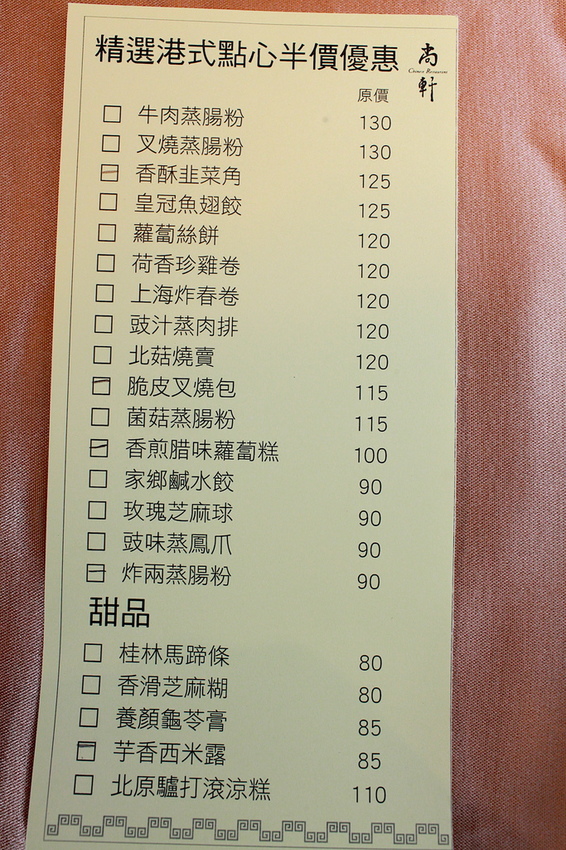 精選港式點心半價優惠
尚軒
Chinese Restaurant
原價
牛肉蒸腸粉 130
叉燒蒸腸粉 130
香酥韭菜角 125
皇冠魚翅餃 125
蘿蔔絲餅 120
荷香珍雞卷 120
上海炸春卷 120
豉汁蒸肉排 120
北菇燒賣 120
脆皮叉燒包 115
菌菇蒸腸粉 115
香煎腊味蘿蔔糕 100
家鄉鹹水餃 90
玫瑰芝麻球 90
豉味蒸鳳爪 90
炸兩蒸腸粉 90
甜品
桂林馬蹄條 80
香滑芝麻糊 80
養顏龜苓膏 85
芋香西米露 85
北原驢打滾涼糕 110